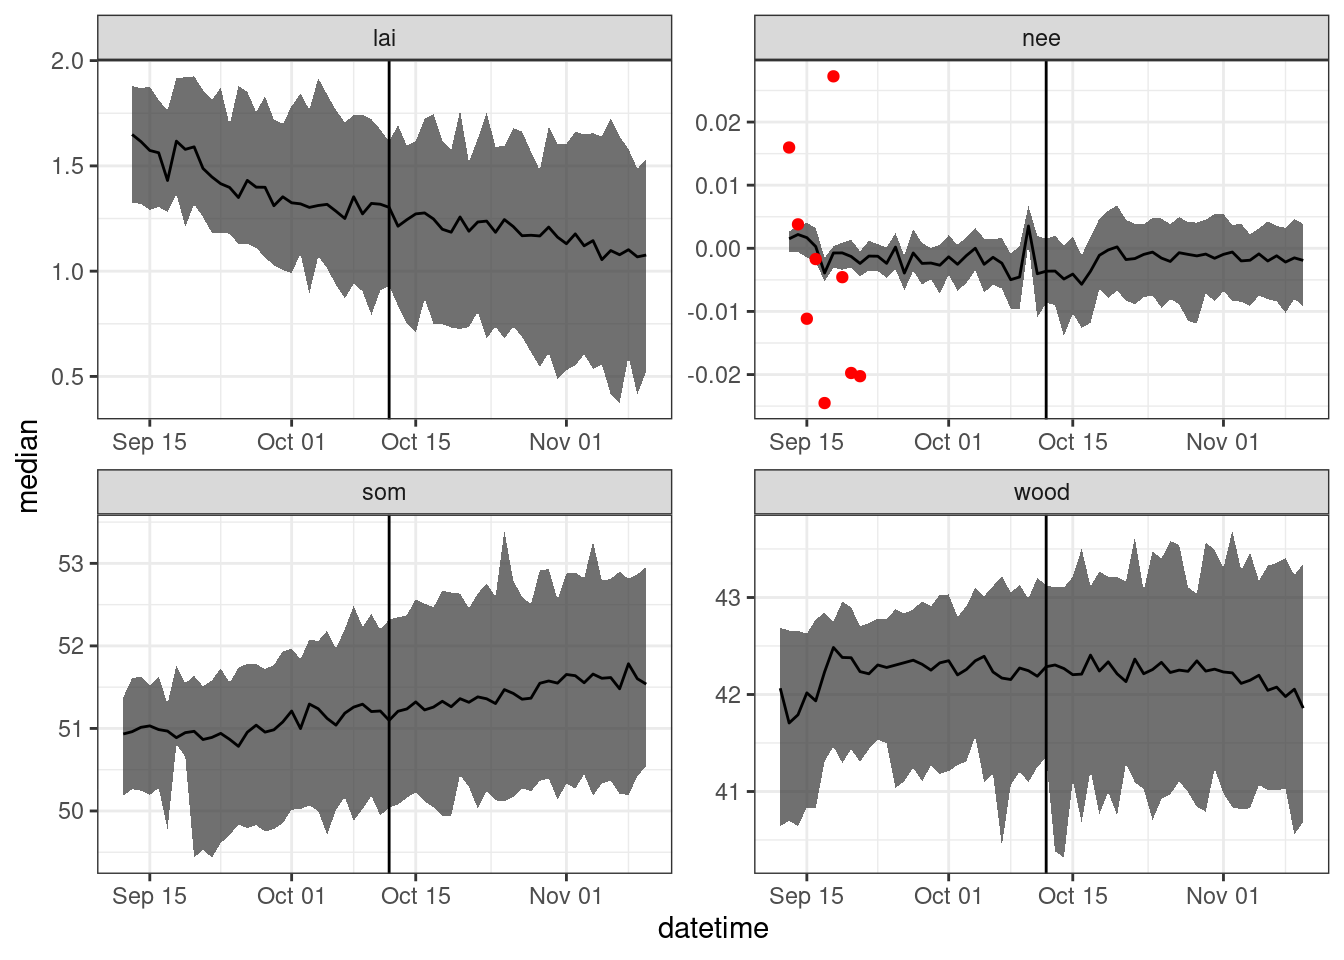 lai
nee
2.0
1.5
1.0
0.5
0.02
0.01
0.00
-0.01
-0.02
Sep 15 Oct 01 Oct 15 Nov 01
Sep 15 Oct 01 Oct 15 Nov 01
median
som
wood
53
52
51
50
43
42
41
Sep 15 Oct 01 Oct 15 Nov 01
Sep 15 Oct 01 Oct 15 Nov 01
datetime